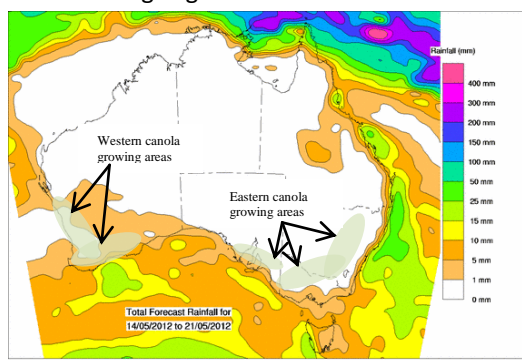 Rainfall (mm)
400 mm
300 mm
200 mm
150 mm
100 mm
50 mm
25 mm
15 mm
10 mm
5 mm
1 mm
0 mm
Western canola
growing areas
Eastern canola
growing areas
Total Forecast Rainfall for
14/05/2012 to 21/05/2012